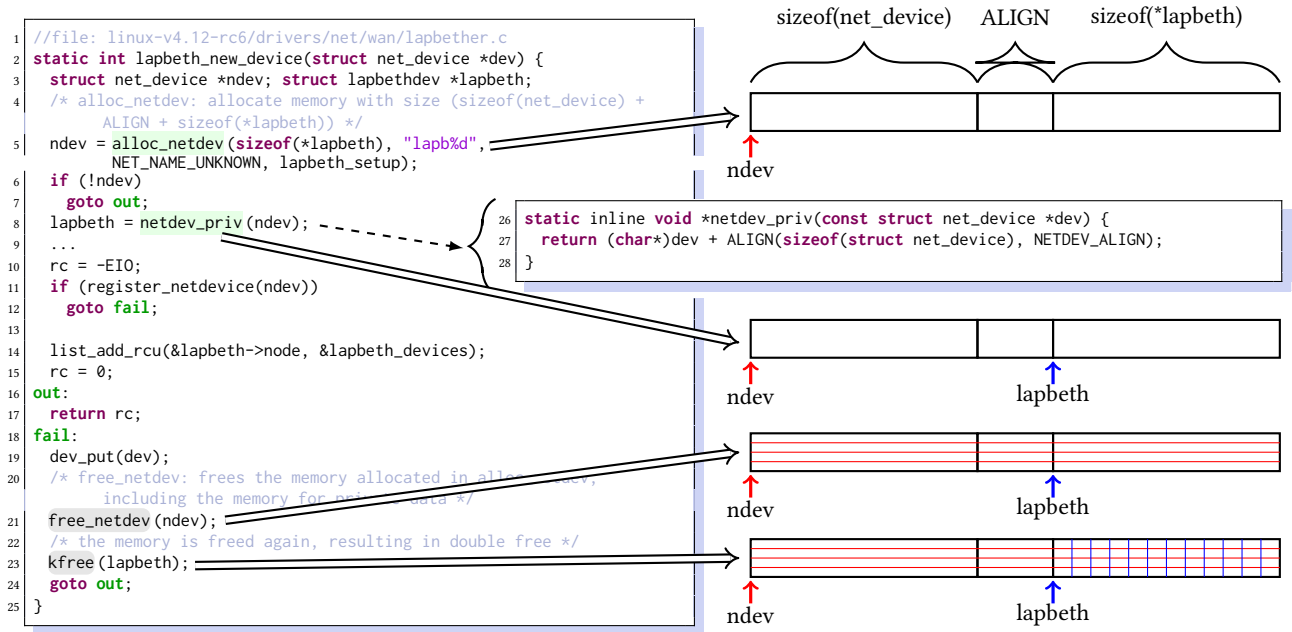 1 //file: linux-v4.12-rc6/drivers/net/wan/lapbether.c
2 static int lapbeth_new_device(struct net_device *dev) {
3 struct net_device *ndev; struct lapbethdev *lapbeth;
4 /* alloc_netdev: allocate memory with size (sizeof(net_device) +
ALIGN + sizeof(*lapbeth)) */
5 ndev = alloc_netdev(sizeof(*lapbeth), "lapb%d",
NET_NAME_UNKNOWN, lapbeth_setup);
6 if (!ndev)
7 goto out;
8 lapbeth = netdev_priv(ndev);
9 ...
10 rc = -EIO;
11 if (register_netdevice(ndev))
12 goto fail;
13
14 list_add_rcu(&lapbeth->node, &lapbeth_devices);
15 rc = 0;
16 out:
17 return rc;
18 fail:
19 dev_put(dev);
20 /* free_netdev: frees the memory allocated in
including the memory for data */
21 free_netdev(ndev);
22 /* the memory is freed again, resulting in double free */
23 kfree(lapbeth);
24 goto out;
25 }
26 static inline void *netdev_priv(const struct net_device *dev) {
27 return (char*)dev + ALIGN(sizeof(struct net_device), NETDEV_ALIGN);
28 }
sizeof(net_device) ALIGN sizeof(*lapbeth)
ndev
ndev lapbeth
ndev lapbeth
ndev lapbeth